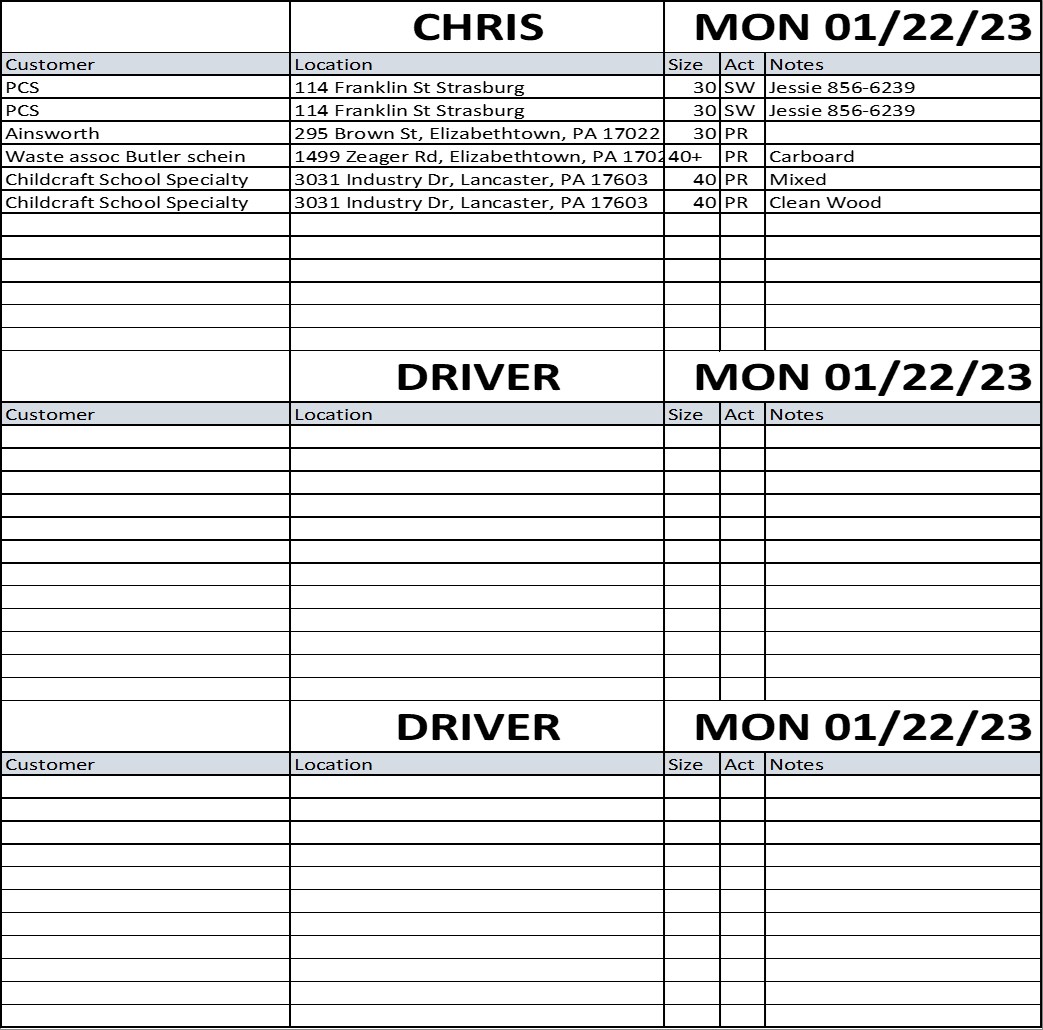 CHRIS MON 01/22/23
Customer Location Size Act Notes
PCS 114 Franklin St Strasburg 30 SW Jessie 856-6239
PCS 114 Franklin St Strasburg 30 SW Jessie 856-6239
Ainsworth 295 Brown St, Elizabethtown, PA 17022 30 PR
Waste assoc Butler schein 1499 Zeager Rd, Elizabethtown, PA 1702 40+ PR Carboard
Childcraft School Specialty 3031 Industry Dr, Lancaster, PA 17603 40 PR Mixed
Childcraft School Specialty 3031 Industry Dr, Lancaster, PA 17603 40 PR Clean Wood
DRIVER MON 01/22/23
Customer Location Size Act Notes
DRIVER MON 01/22/23
Customer Location Size Act Notes